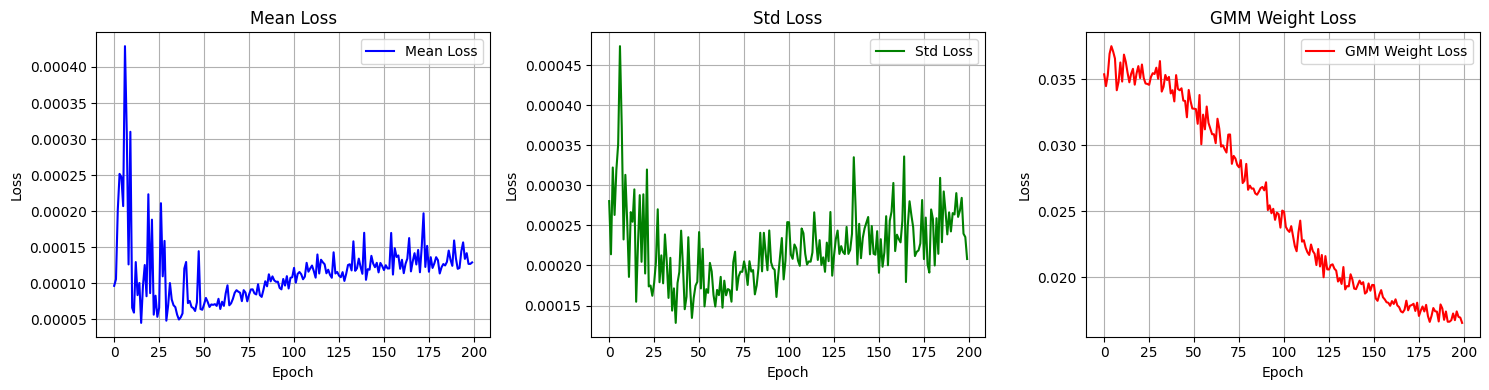 Mean Loss
Mean Loss
0.00040
0.00035
0.00030
0.00025
0.00020
0.00015
0.00010
0.00005
Loss
0 25 50 75 100 125 150 175 200
Epoch
Std Loss
Std Loss
0.00045
0.00040
0.00035
0.00030
0.00025
0.00020
0.00015
Loss
0 25 50 75 100 125 150 175 200
Epoch
GMM Weight Loss
GMM Weight Loss
0.035
0.030
0.025
0.020
Loss
0 25 50 75 100 125 150 175 200
Epoch